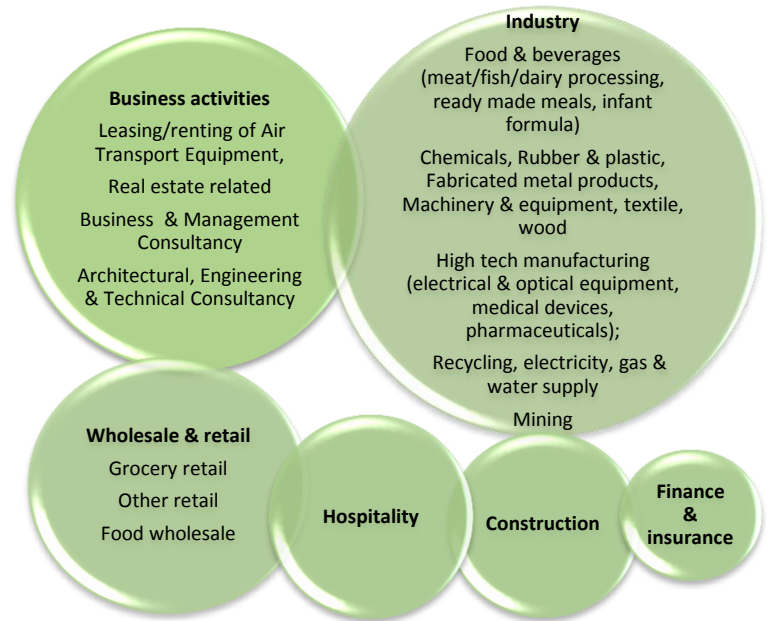 Business activities
Leasing/renting of Air
Transport Equipment,
Real estate related
Business & Management
Consultancy
Architectural, Engineering
& Technical Consultancy
Industry
Food & beverages
(meat/fish/dairy processing,
ready made meals, infant
formula)
Chemicals, Rubber & plastic,
Fabricated metal products,
Machinery & equipment, textile,
wood
High tech manufacturing
(electrical & optical equipment,
medical devices,
pharmaceuticals);
Recycling, electricity, gas &
water supply
Mining
Wholesale & retail
Grocery retail
Other retail
Food wholesale
Hospitality
Construction
Finance
&
insurance